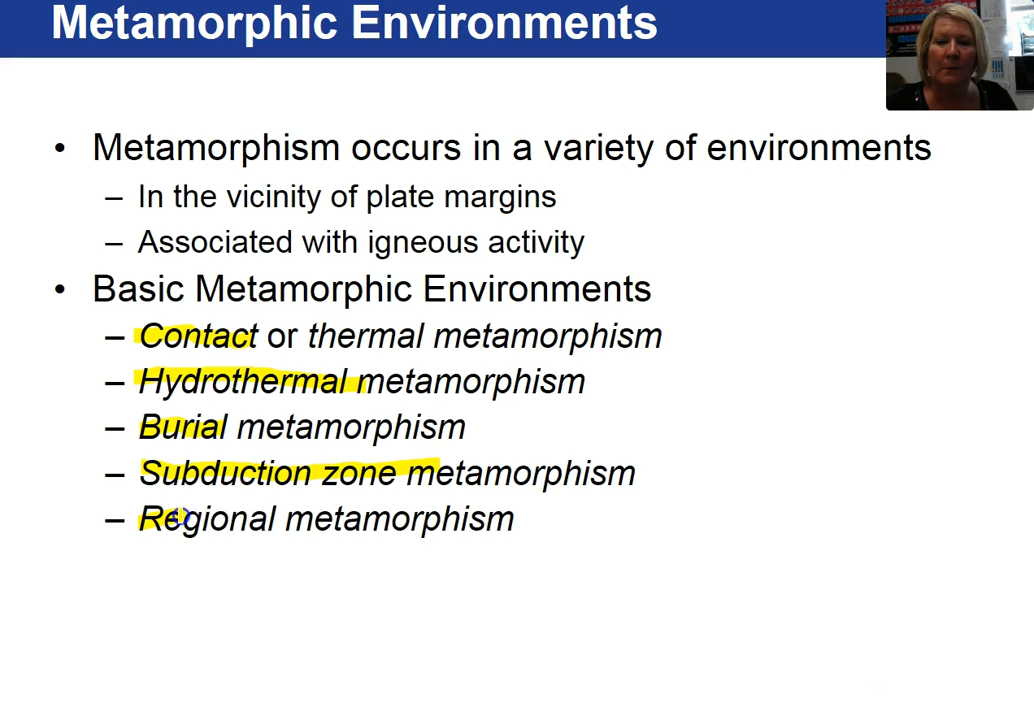 Metamorphic Environments
• Metamorphism occurs in a variety of environments
– In the vicinity of plate margins
– Associated with igneous activity
• Basic Metamorphic Environments
– Contact or thermal metamorphism
– Hydrothermal metamorphism
– Burial metamorphism
– Subduction zone metamorphism
– Regional metamorphism